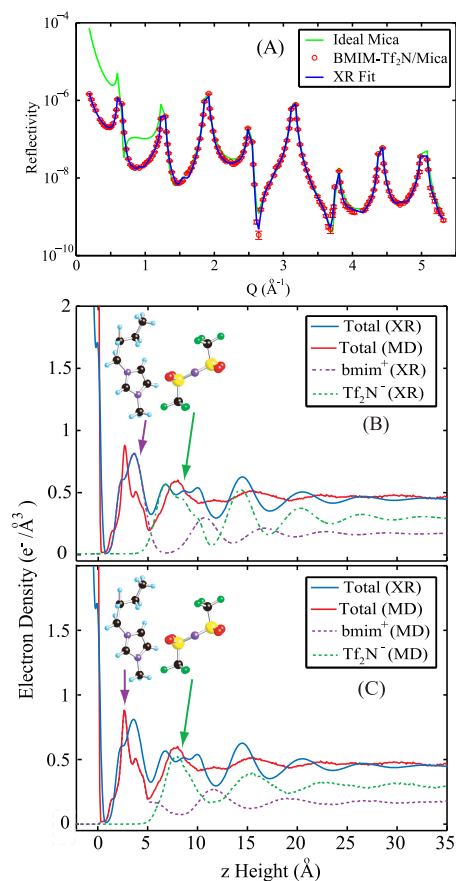 10⁻⁴
(A)
Ideal Mica
BMIM-Tf₂N/Mica
XR Fit
10⁻⁶
Reflectivity
10⁻⁸
10⁻¹⁰
0 1 2 3 4 5
Q (Å⁻¹)
2
Total (XR)
Total (MD)
bmim⁺ (XR)
Tf₂N⁻ (XR)
1.5
(B)
1
0.5
0
Total (XR)
Total (MD)
bmim⁺ (MD)
Tf₂N⁻ (MD)
1.5
(C)
1
0.5
0
Electron Density (e⁻/Å³)
0 5 10 15 20 25 30 35
z Height (Å)